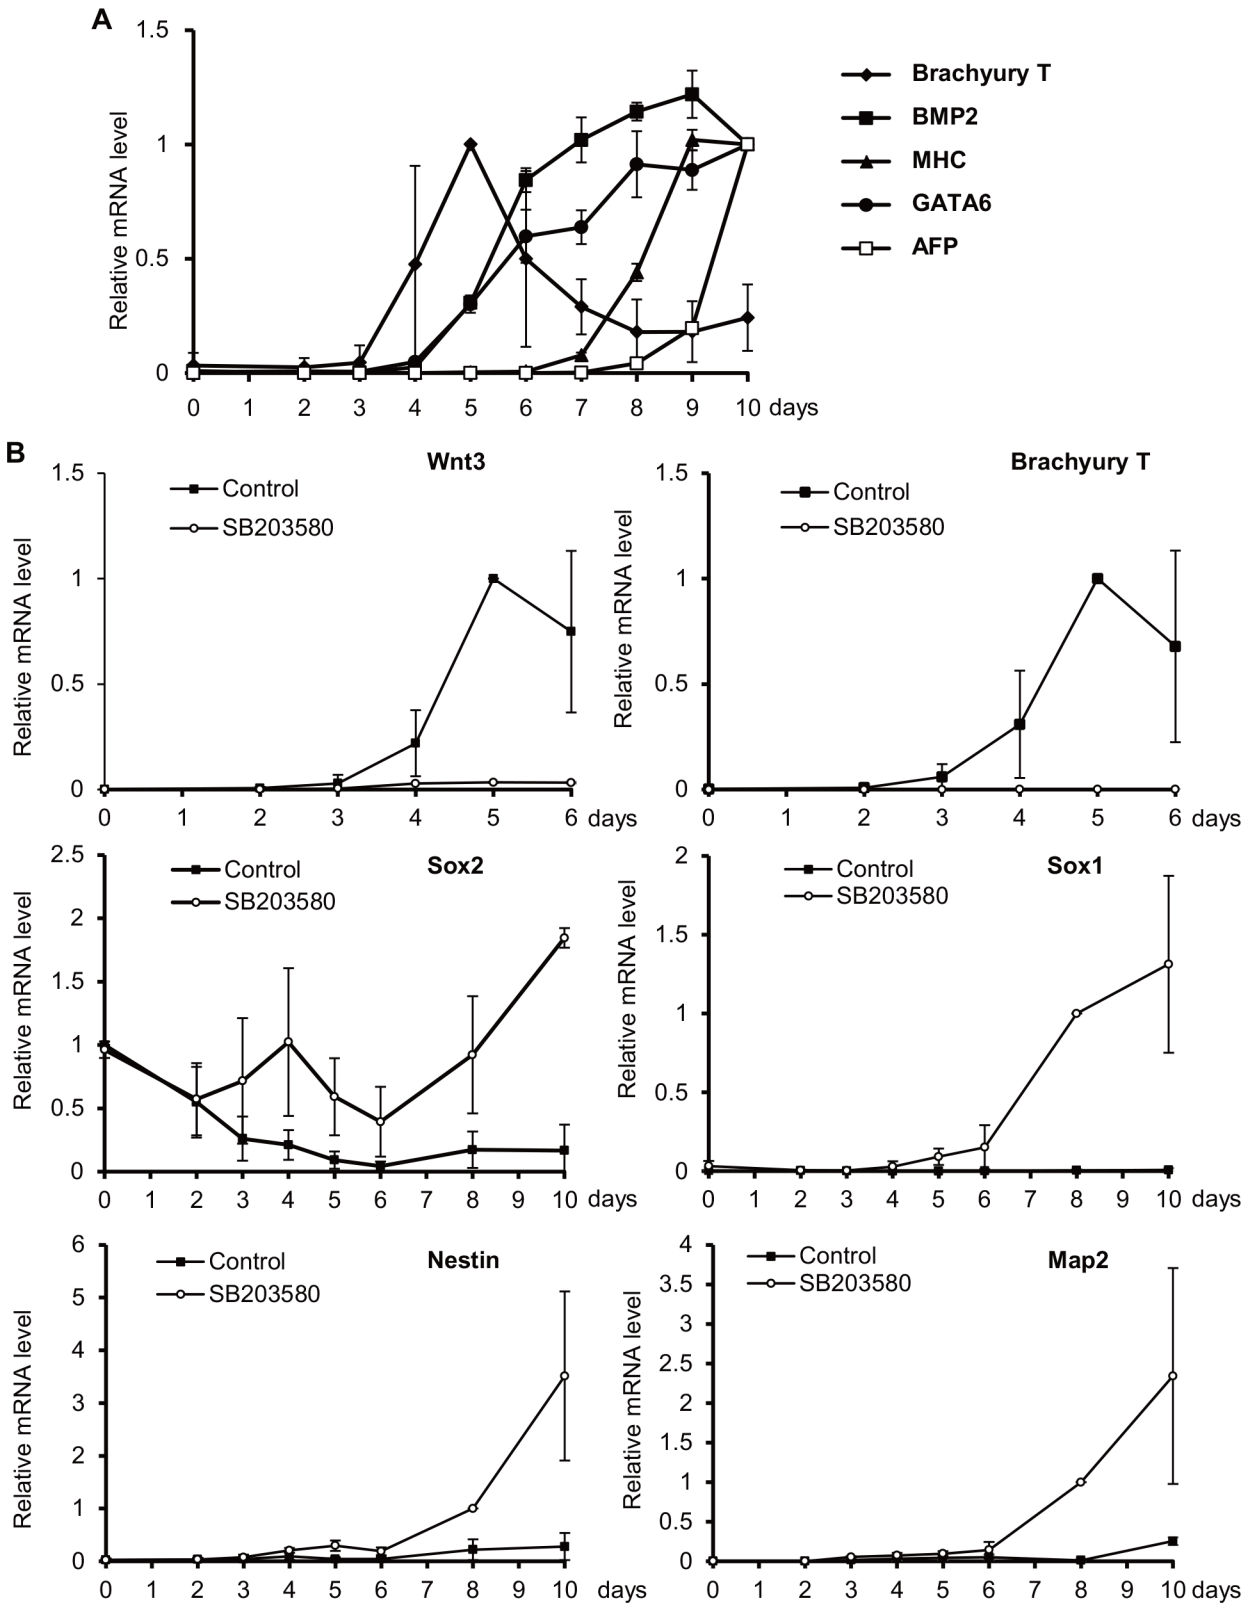 A
1.5
1
0.5
0
Relative mRNA level
0 1 2 3 4 5 6 7 8 9 10 days
Brachyury T
BMP2
MHC
GATA6
AFP
B
Wnt3
Control
SB203580
1.5
1
0.5
0
Relative mRNA level
0 1 2 3 4 5 6 days
Brachyury T
Control
SB203580
1.5
1
0.5
0
Relative mRNA level
0 1 2 3 4 5 6 days
Sox2
Control
SB203580
2.5
2
1.5
1
0.5
0
Relative mRNA level
0 1 2 3 4 5 6 7 8 9 10 days
Sox1
Control
SB203580
2
1.5
1
0.5
0
Relative mRNA level
0 1 2 3 4 5 6 7 8 9 10 days
Nestin
Control
SB203580
6
5
4
3
2
1
0
Relative mRNA level
0 1 2 3 4 5 6 7 8 9 10 days
Map2
Control
SB203580
4
3.5
3
2.5
2
1.5
1
0.5
0
Relative mRNA level
0 1 2 3 4 5 6 7 8 9 10 days